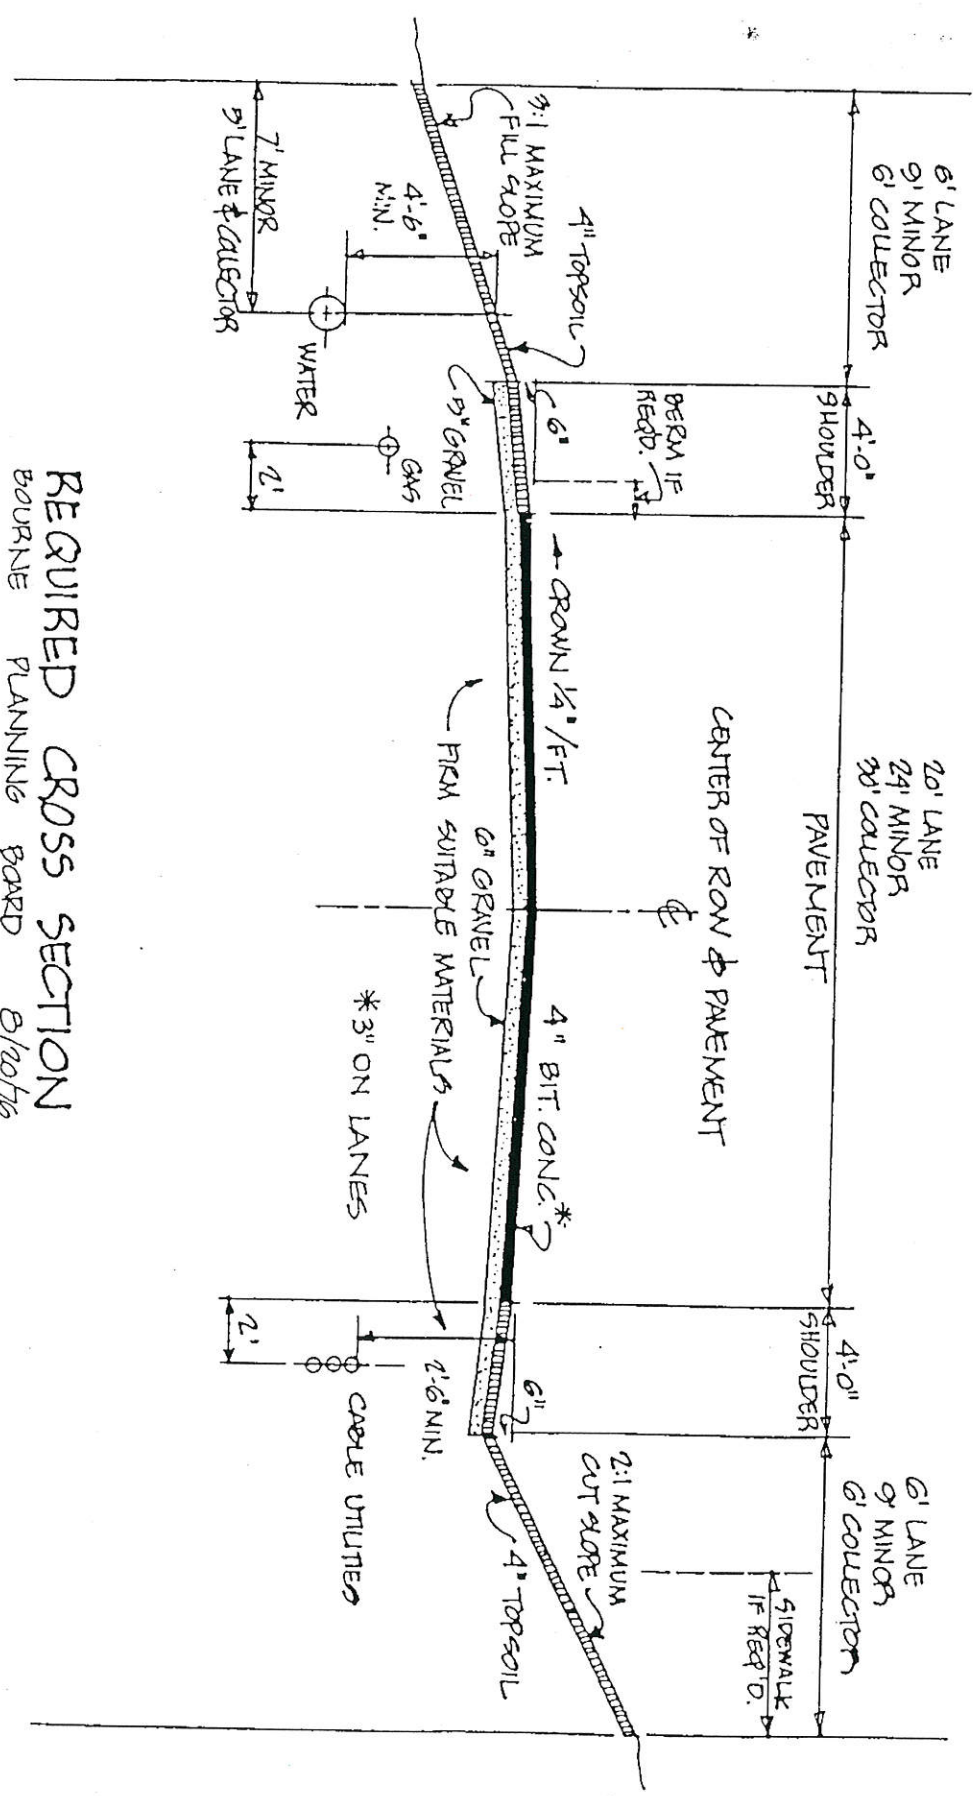 6' LANE
9' MINOR
6' COLLECTOR
20' LANE
24' MINOR
30' COLLECTOR
6' LANE
9' MINOR
6' COLLECTOR
4'-0"
SHOULDER
PAVEMENT
4'-0"
SHOULDER
SIDEWALK
IF REQ'D.
CENTER OF ROW & PAVEMENT
BERM IF
REQD.
4" TOPSOIL
6"
CROWN 1/4"/FT.
4" BIT. CONC.*
6"
2:1 MAXIMUM
CUT SLOPE
3:1 MAXIMUM
FILL SLOPE
5" GRAVEL
6" GRAVEL
4" TOPSOIL
4'-6"
MIN.
GAS
FIRM SUITABLE MATERIALS
2'-6" MIN.
WATER
*3" ON LANES
CABLE UTILITIES
7' MINOR
5' LANE & COLLECTOR
2'
2'
REQUIRED CROSS SECTION
BOURNE PLANNING BOARD